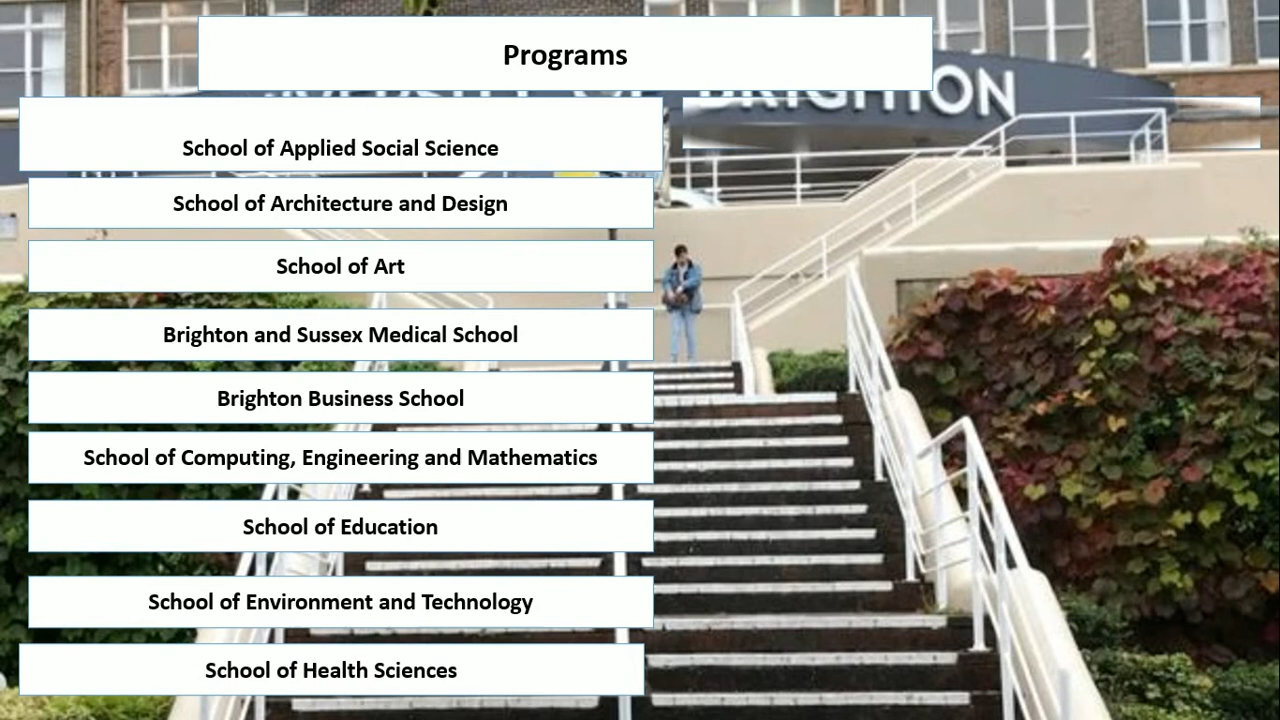 Programs
OF BRIGHTON
School of Applied Social Science
School of Architecture and Design
School of Art
Brighton and Sussex Medical School
Brighton Business School
School of Computing, Engineering and Mathematics
School of Education
School of Environment and Technology
School of Health Sciences